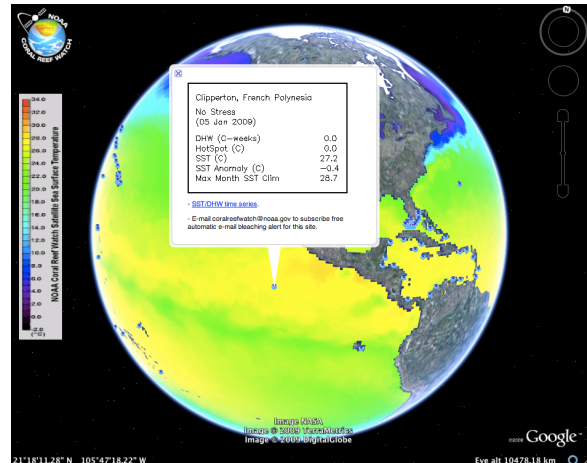 NOAA
CORAL REEF WATCH
N
Clipperton, French Polynesia
No Stress
(05 Jan 2009)
DHW (C-weeks) 0.0
HotSpot (C) 0.0
SST (C) 27.2
SST Anomaly (C) -0.4
Max Month SST Clim 28.7
- SST/DHW time series.
- E-mail coralreefwatch@noaa.gov to subscribe free
automatic e-mail bleaching alert for this site.
34.0
32.0
30.0
28.0
26.0
24.0
22.0
20.0
18.0
16.0
14.0
12.0
10.0
8.0
6.0
4.0
2.0
0.0
-2.0
(°C)
NOAA Coral Reef Watch Satellite Sea Surface Temperature
Image NASA
Image © 2009 TerraMetrics
Image © 2009 DigitalGlobe
©2008 Google™
21°18'11.28" N 105°47'18.22" W
Eye alt 10478.18 km